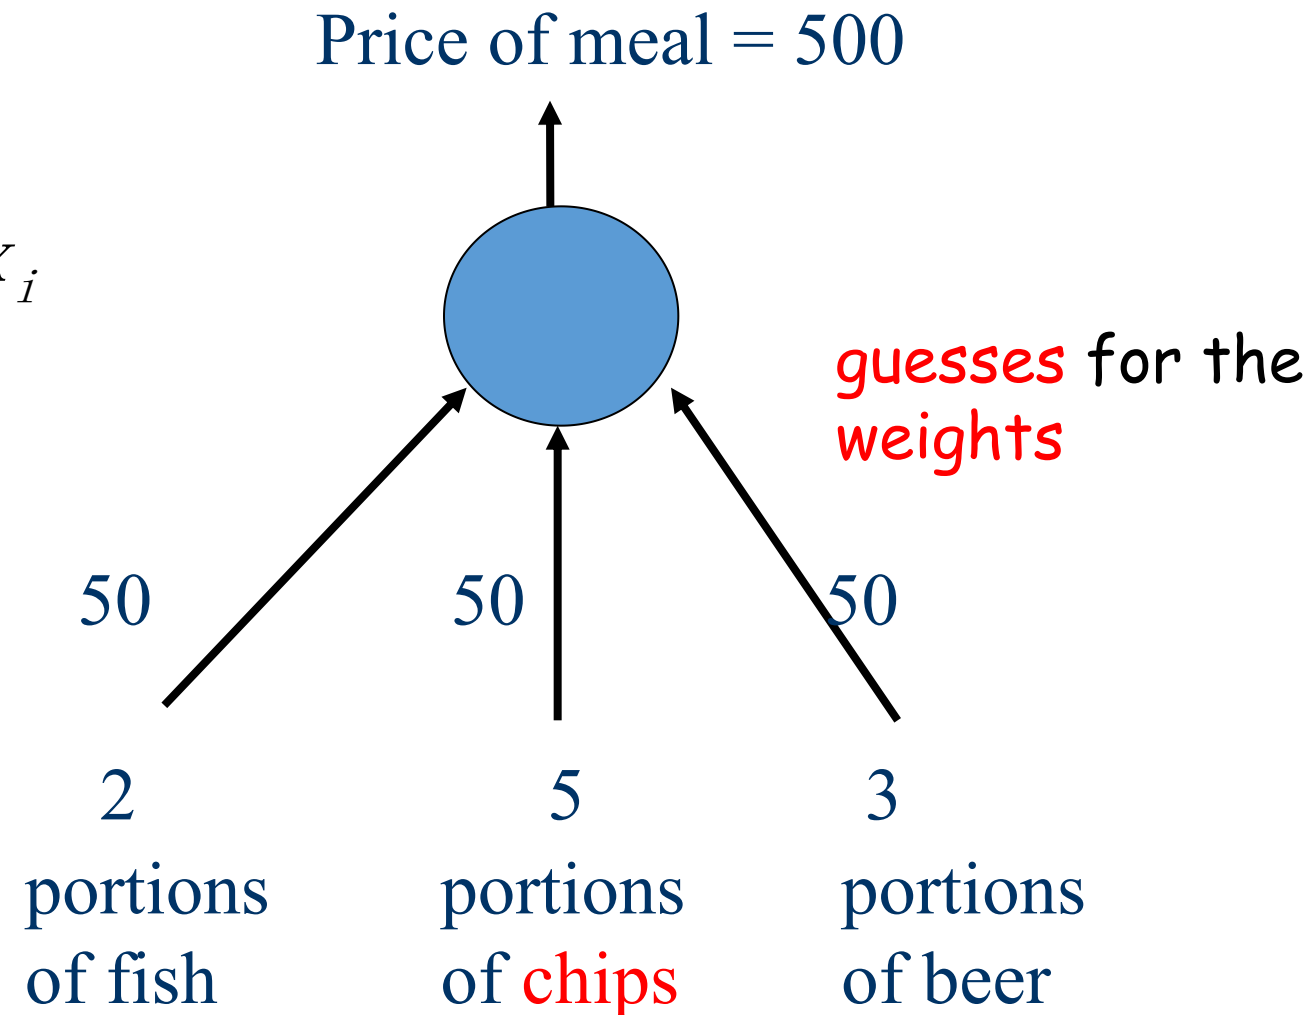 Price of meal = 500
x i
guesses for the
weights
50 50 50
2 5 3
portions portions portions
of fish of chips of beer